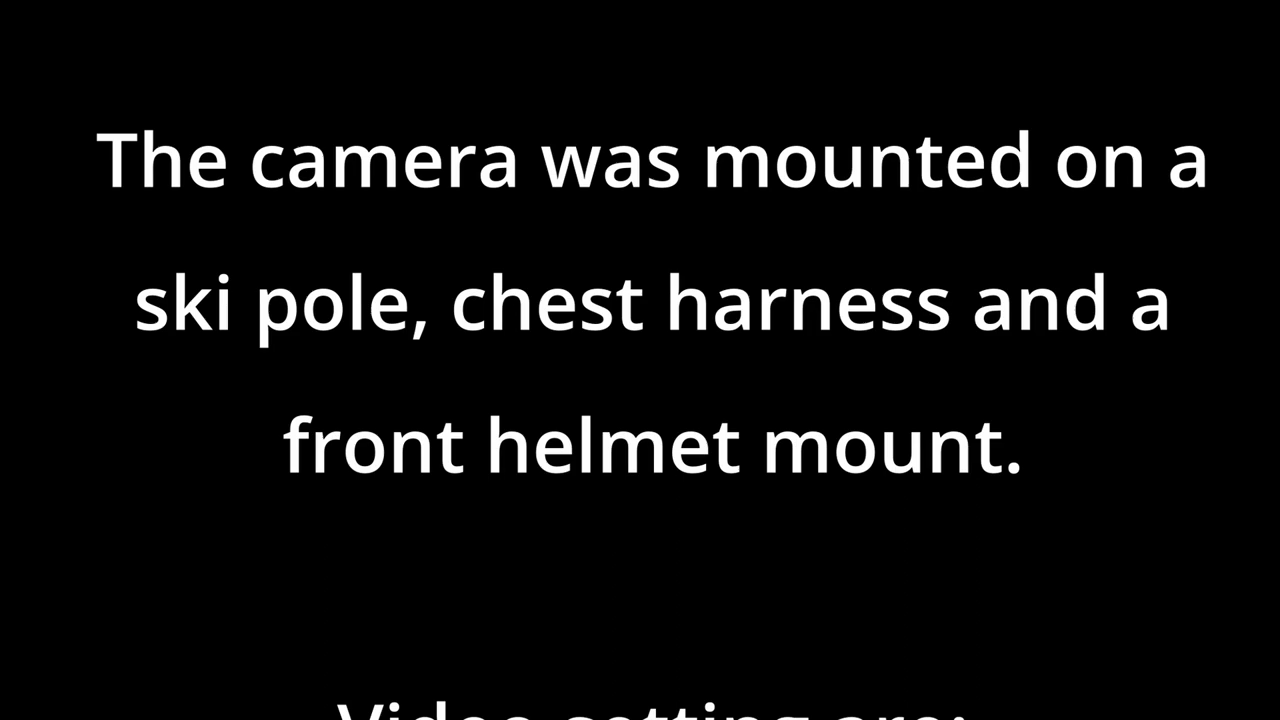 The camera was mounted on a
ski pole, chest harness and a
front helmet mount.
Video setting are: